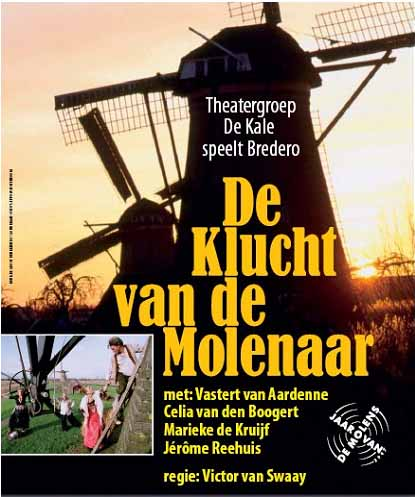 Theatergroep
De Kale
speelt Bredero
De
Klucht
van de
Molenaar
met: Vastert van Aardenne
Celia van den Boogert
Marieke de Kruijf
Jérôme Reehuis
regie: Victor van Swaay
JAAR
VAN...
DE MOLENS